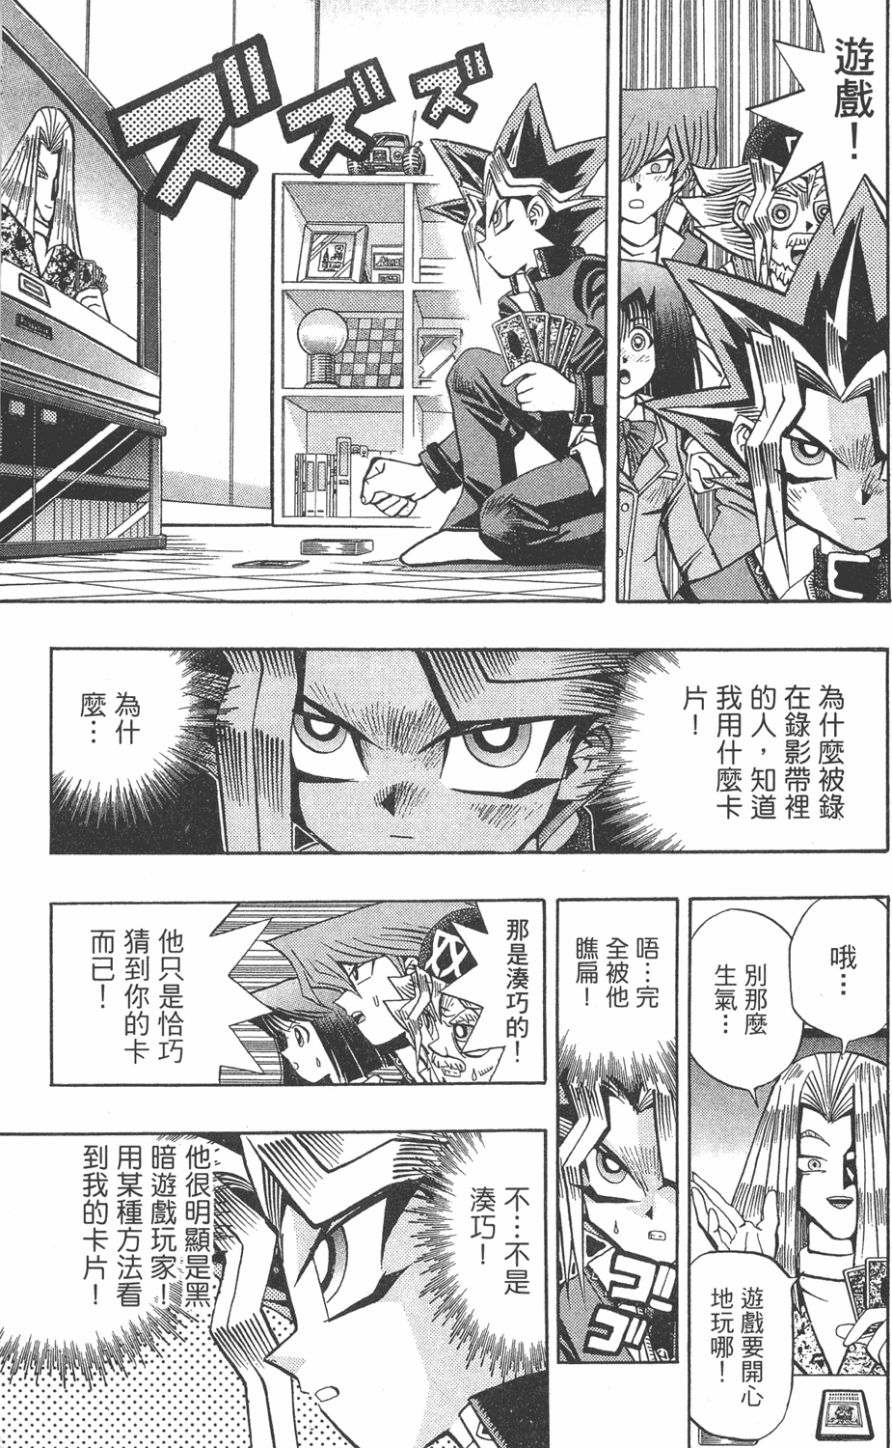 遊戲！
ズズズ
為什麼被錄
在錄影帶裡
的人，知道
我用什麼卡
片！
為什
麼…
哦…
別那麼
生氣…
遊戲要開心
地玩哪！
唔…完
全被他
瞧扁！
ゴゴ
那是湊巧的！
他只是恰巧
猜到你的卡
而已！
不…不是
湊巧！
他很明顯是黑
暗遊戲玩家！
用某種方法看
到我的卡片！